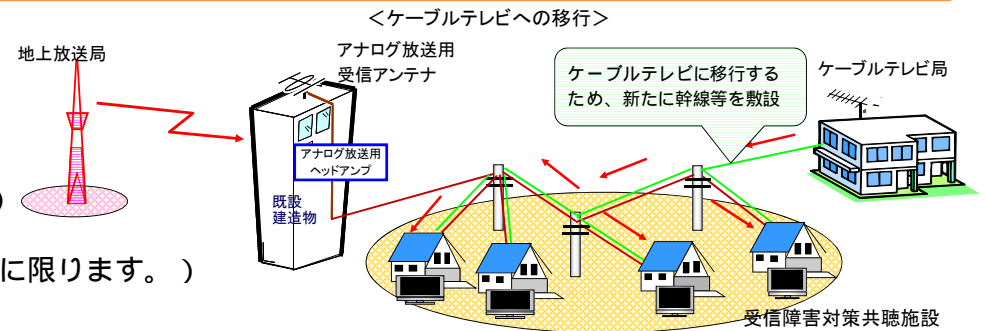 <ケーブルテレビへの移行>
地上放送局
アナログ放送用
受信アンテナ
ケーブルテレビに移行する
ため、新たに幹線等を敷設
ケーブルテレビ局
アナログ放送用
ヘッドアンプ
既設
建造物
)
に限ります。)
受信障害対策共聴施設